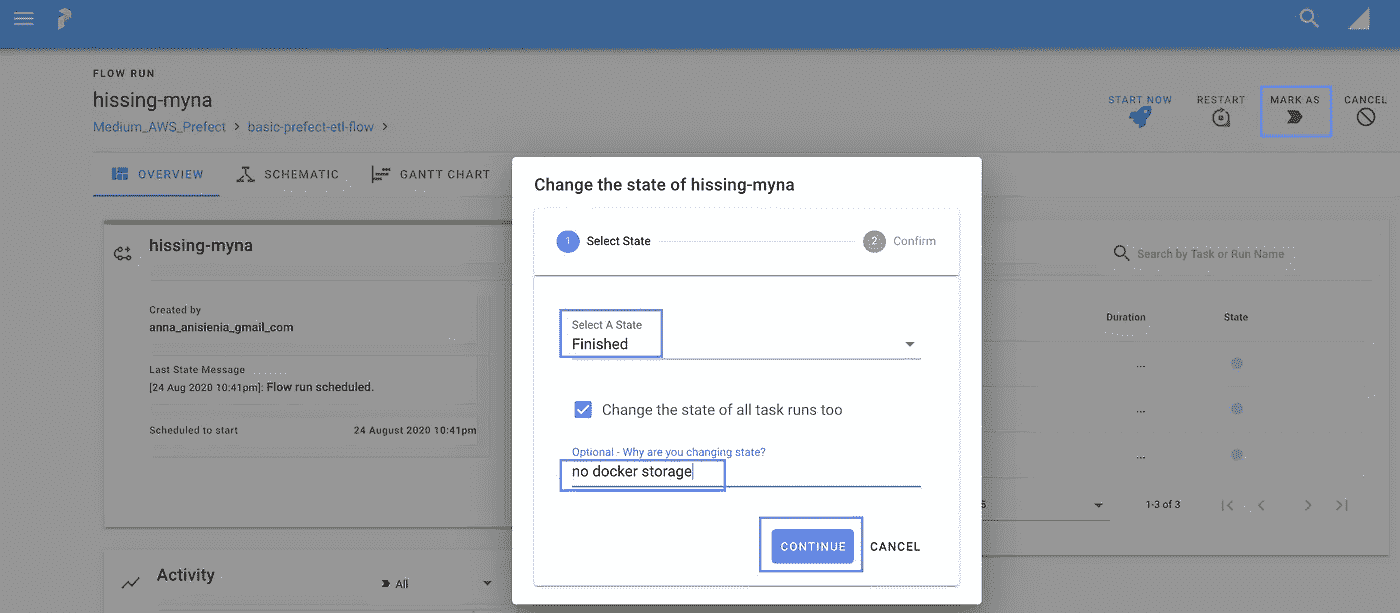 FLOW RUN
hissing-myna
Medium_AWS_Prefect > basic-prefect-etl-flow >
START NOW RESTART MARK AS CANCEL
OVERVIEW SCHEMATIC GANTT CHART
hissing-myna
Created by
anna_anisienia_gmail_com
Last State Message
[24 Aug 2020 10:41pm]: Flow run scheduled.
Scheduled to start 24 August 2020 10:41pm
Activity
All
Change the state of hissing-myna
1 Select State 2 Confirm
Select A State
Finished
Change the state of all task runs too
Optional - Why are you changing state?
no docker storage
CONTINUE CANCEL
Search by Task or Run Name
Duration State
...
...
...
1-3 of 3